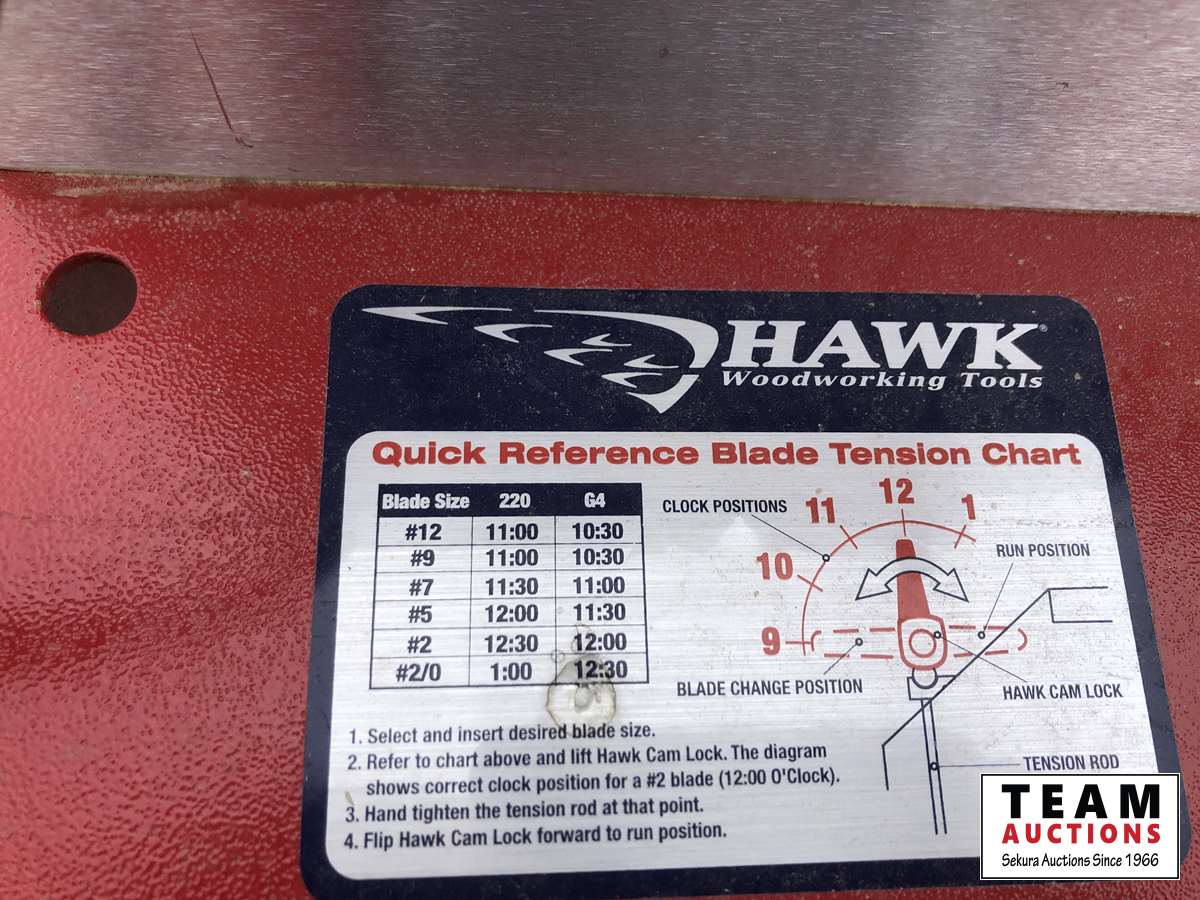 HAWK®
Woodworking Tools
Quick Reference Blade Tension Chart
Blade Size 220 G4
#12 11:00 10:30
#9 11:00 10:30
#7 11:30 11:00
#5 12:00 11:30
#2 12:30 12:00
#2/0 1:00 12:30
CLOCK POSITIONS
9
10
11
12
1
RUN POSITION
BLADE CHANGE POSITION
HAWK CAM LOCK
TENSION ROD
1. Select and insert desired blade size.
2. Refer to chart above and lift Hawk Cam Lock. The diagram
shows correct clock position for a #2 blade (12:00 O'Clock).
3. Hand tighten the tension rod at that point.
4. Flip Hawk Cam Lock forward to run position.
TEAM
AUCTIONS
Sekura Auctions Since 1966